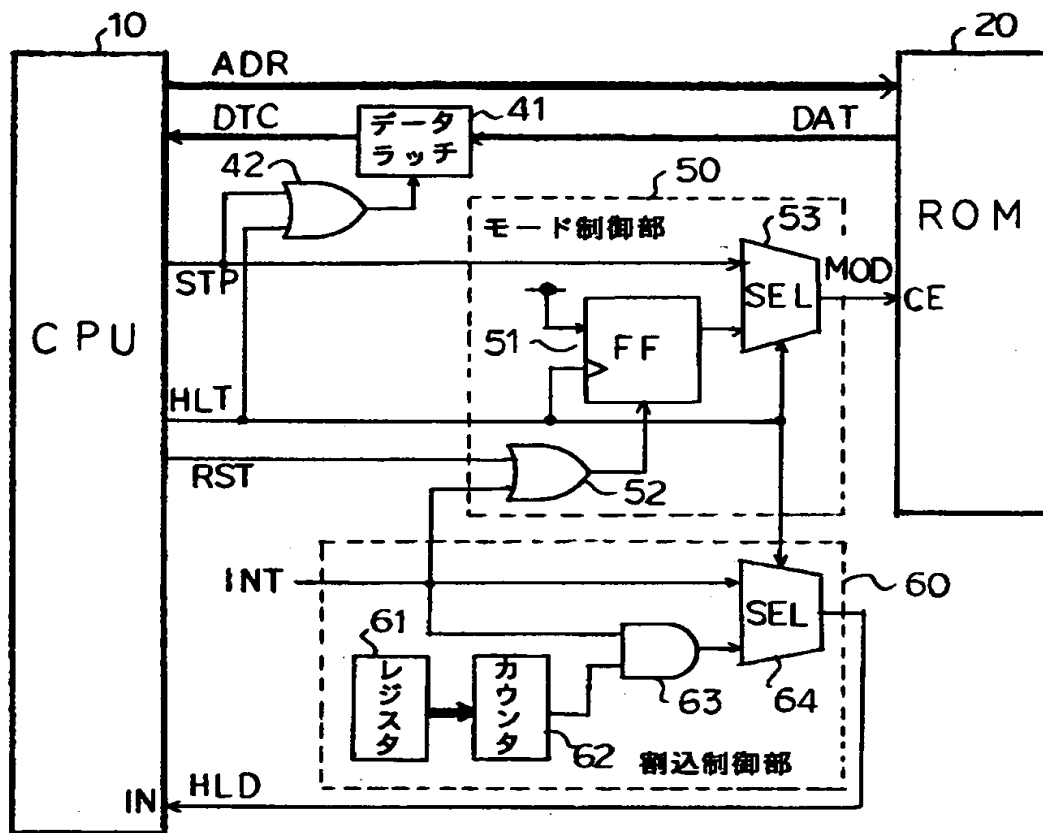 10
20
ADR
DTC
データ
ラッチ
41
DAT
42
50
モード制御部
53
ROM
STP
SEL
MOD
CE
CPU
51
FF
HLT
RST
52
INT
60
SEL
61
レジスタ
カウンタ
62
63
64
割込制御部
IN
HLD